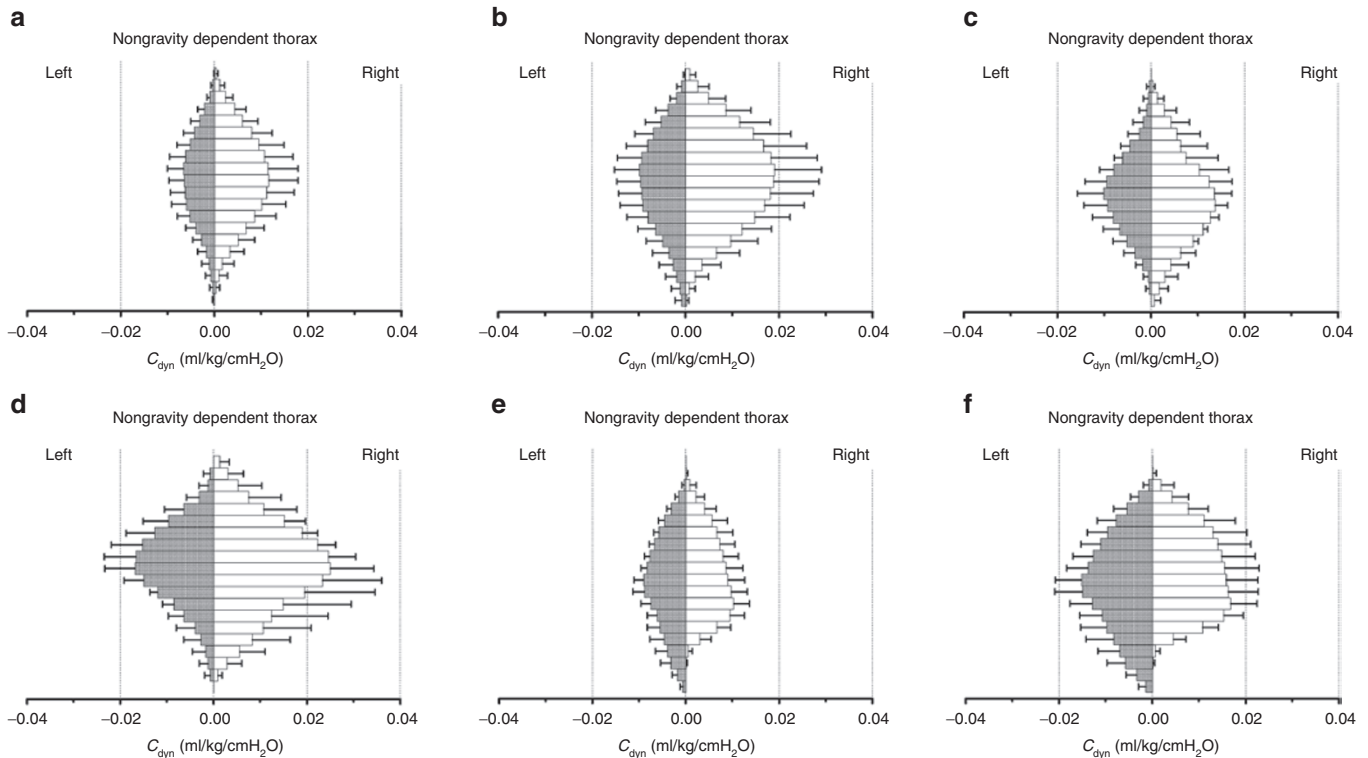 a b c
Nongravity dependent thorax Nongravity dependent thorax Nongravity dependent thorax
Left Right Left Right Left Right
−0.04 −0.02 0.00 0.02 0.04 −0.04 −0.02 0.00 0.02 0.04 −0.04 −0.02 0.00 0.02 0.04
Cdyn (ml/kg/cmH2O) Cdyn (ml/kg/cmH2O) Cdyn (ml/kg/cmH2O)
d e f
Nongravity dependent thorax Nongravity dependent thorax Nongravity dependent thorax
Left Right Left Right Left Right
−0.04 −0.02 0.00 0.02 0.04 −0.04 −0.02 0.00 0.02 0.04 −0.04 −0.02 0.00 0.02 0.04
Cdyn (ml/kg/cmH2O) Cdyn (ml/kg/cmH2O) Cdyn (ml/kg/cmH2O)